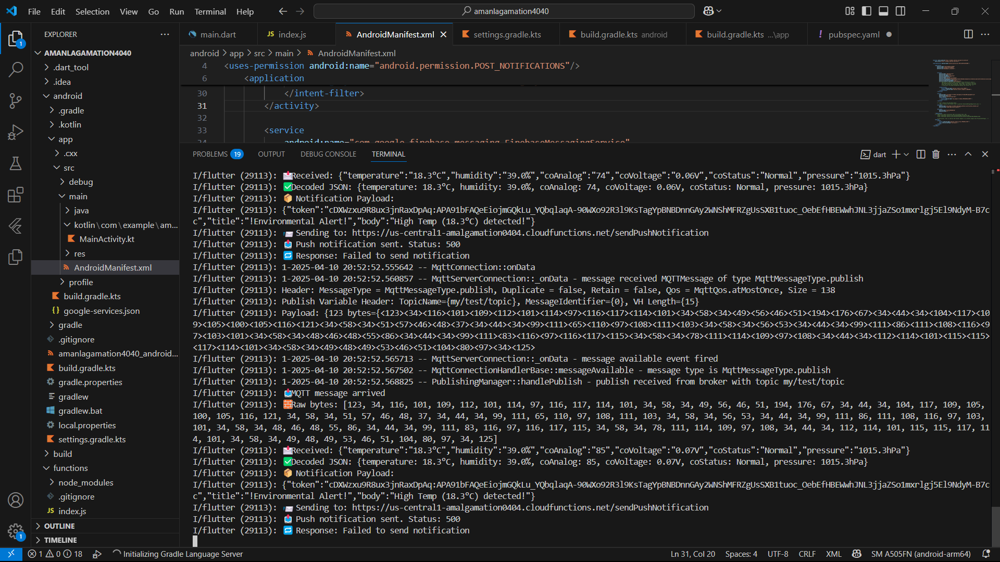 File Edit Selection View Go Run Terminal Help
amanlagamation4040
EXPLORER
AMANLAGAMATION4040
.dart_tool
.idea
android
.gradle
.kotlin
app
.cxx
src
debug
main
java
kotlin\com\example\am...
MainActivity.kt
res
AndroidManifest.xml
profile
build.gradle.kts
google-services.json
gradle
.gitignore
amanlagamation4040_android...
build.gradle.kts
gradle.properties
gradlew
gradlew.bat
local.properties
settings.gradle.kts
build
functions
node_modules
.gitignore
index.js
OUTLINE
TIMELINE
main.dart
index.js
AndroidManifest.xml
settings.gradle.kts
build.gradle.kts android
build.gradle.kts ...\app
pubspec.yaml
android > app > src > main > AndroidManifest.xml
4 <uses-permission android:name="android.permission.POST_NOTIFICATIONS"/>
6 <application
30 </intent-filter>
31 </activity>
32
33 <service
34 android:name="com.google.firebase.messaging.FirebaseMessagingService"
PROBLEMS 19 OUTPUT DEBUG CONSOLE TERMINAL
dart
I/flutter (29113): 📩Received: {"temperature":"18.3°C","humidity":"39.0%","coAnalog":"74","coVoltage":"0.06V","coStatus":"Normal","pressure":"1015.3hPa"}
I/flutter (29113): ✅Decoded JSON: {temperature: 18.3°C, humidity: 39.0%, coAnalog: 74, coVoltage: 0.06V, coStatus: Normal, pressure: 1015.3hPa}
I/flutter (29113): 📦 Notification Payload:
I/flutter (29113): {"token":"cDXWzxu9R8ux3jnRaxDpAq:APA91bFAQeEiojmGQkLu_YQbqlaqA-90WXo92R3l9KsTagYpBNBDnnGAy2WNShMFRZgUsSXB1tuoc_OebEfHBEWwhJNL3jjaZSo1mxrlgj5El9NdyM-B7c
c","title":"!Environmental Alert!","body":"High Temp (18.3°C) detected!"}
I/flutter (29113): 📨 Sending to: https://us-central1-amalgamation0404.cloudfunctions.net/sendPushNotification
I/flutter (29113): 📤 Push notification sent. Status: 500
I/flutter (29113): 🔁 Response: Failed to send notification
I/flutter (29113): 1-2025-04-10 20:52:52.555642 -- MqttConnection::onData
I/flutter (29113): 1-2025-04-10 20:52:52.560857 -- MqttServerConnection::_onData - message received MQTTMessage of type MqttMessageType.publish
I/flutter (29113): Header: MessageType = MqttMessageType.publish, Duplicate = false, Retain = false, Qos = MqttQos.atMostOnce, Size = 138
I/flutter (29113): Publish Variable Header: TopicName={my/test/topic}, MessageIdentifier={0}, VH Length={15}
I/flutter (29113): Payload: {123 bytes={<123><34><116><101><109><112><101><114><97><116><117><114><101><34><58><34><49><56><46><51><194><176><67><34><44><34><104><117><10
9><105><100><105><116><121><34><58><34><51><57><46><48><37><34><44><34><99><111><65><110><97><108><111><103><34><58><34><56><53><34><44><34><99><111><86><111><108><116><9
7><103><101><34><58><34><48><46><48><55><86><34><44><34><99><111><83><116><97><116><117><115><34><58><34><78><111><114><109><97><108><34><44><34><112><114><101><115><115>
<117><114><101><34><58><34><49><48><49><53><46><51><104><80><97><34><125>
I/flutter (29113): 1-2025-04-10 20:52:52.565713 -- MqttServerConnection::_onData - message available event fired
I/flutter (29113): 1-2025-04-10 20:52:52.567502 -- MqttConnectionHandlerBase::messageAvailable - message type is MqttMessageType.publish
I/flutter (29113): 1-2025-04-10 20:52:52.568825 -- PublishingManager::handlePublish - publish received from broker with topic my/test/topic
I/flutter (29113): 📥MQTT message arrived
I/flutter (29113): 🧱Raw bytes: [123, 34, 116, 101, 109, 112, 101, 114, 97, 116, 117, 114, 101, 34, 58, 34, 49, 56, 46, 51, 194, 176, 67, 34, 44, 34, 104, 117, 109, 105,
100, 105, 116, 121, 34, 58, 34, 51, 57, 46, 48, 37, 34, 44, 34, 99, 111, 65, 110, 97, 108, 111, 103, 34, 58, 34, 56, 53, 34, 44, 34, 99, 111, 86, 111, 108, 116, 97, 103,
101, 34, 58, 34, 48, 46, 48, 55, 86, 34, 44, 34, 99, 111, 83, 116, 97, 116, 117, 115, 34, 58, 34, 78, 111, 114, 109, 97, 108, 34, 44, 34, 112, 114, 101, 115, 115, 117, 11
4, 101, 34, 58, 34, 49, 48, 49, 53, 46, 51, 104, 80, 97, 34, 125]
I/flutter (29113): 📩Received: {"temperature":"18.3°C","humidity":"39.0%","coAnalog":"85","coVoltage":"0.07V","coStatus":"Normal","pressure":"1015.3hPa"}
I/flutter (29113): ✅Decoded JSON: {temperature: 18.3°C, humidity: 39.0%, coAnalog: 85, coVoltage: 0.07V, coStatus: Normal, pressure: 1015.3hPa}
I/flutter (29113): 📦 Notification Payload:
I/flutter (29113): {"token":"cDXWzxu9R8ux3jnRaxDpAq:APA91bFAQeEiojmGQkLu_YQbqlaqA-90WXo92R3l9KsTagYpBNBDnnGAy2WNShMFRZgUsSXB1tuoc_OebEfHBEWwhJNL3jjaZSo1mxrlgj5El9NdyM-B7c
c","title":"!Environmental Alert!","body":"High Temp (18.3°C) detected!"}
I/flutter (29113): 📨 Sending to: https://us-central1-amalgamation0404.cloudfunctions.net/sendPushNotification
I/flutter (29113): 📤 Push notification sent. Status: 500
I/flutter (29113): 🔁 Response: Failed to send notification
1 0 18 Initializing Gradle Language Server
Ln 31, Col 20 Spaces: 4 UTF-8 CRLF XML SM A505FN (android-arm64)